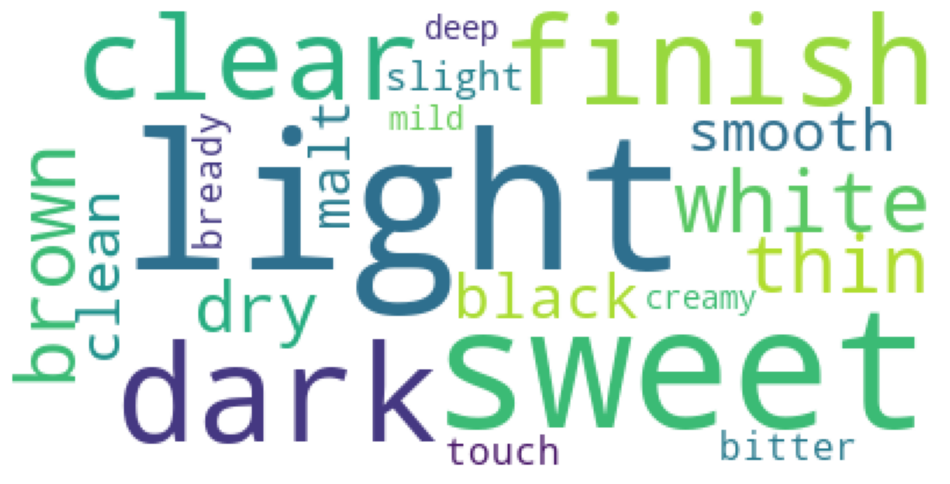 clear
deep
finish
slight
mild
light
bready
malt
smooth
brown
clean
white
thin
dry
black
creamy
dark
sweet
touch
bitter